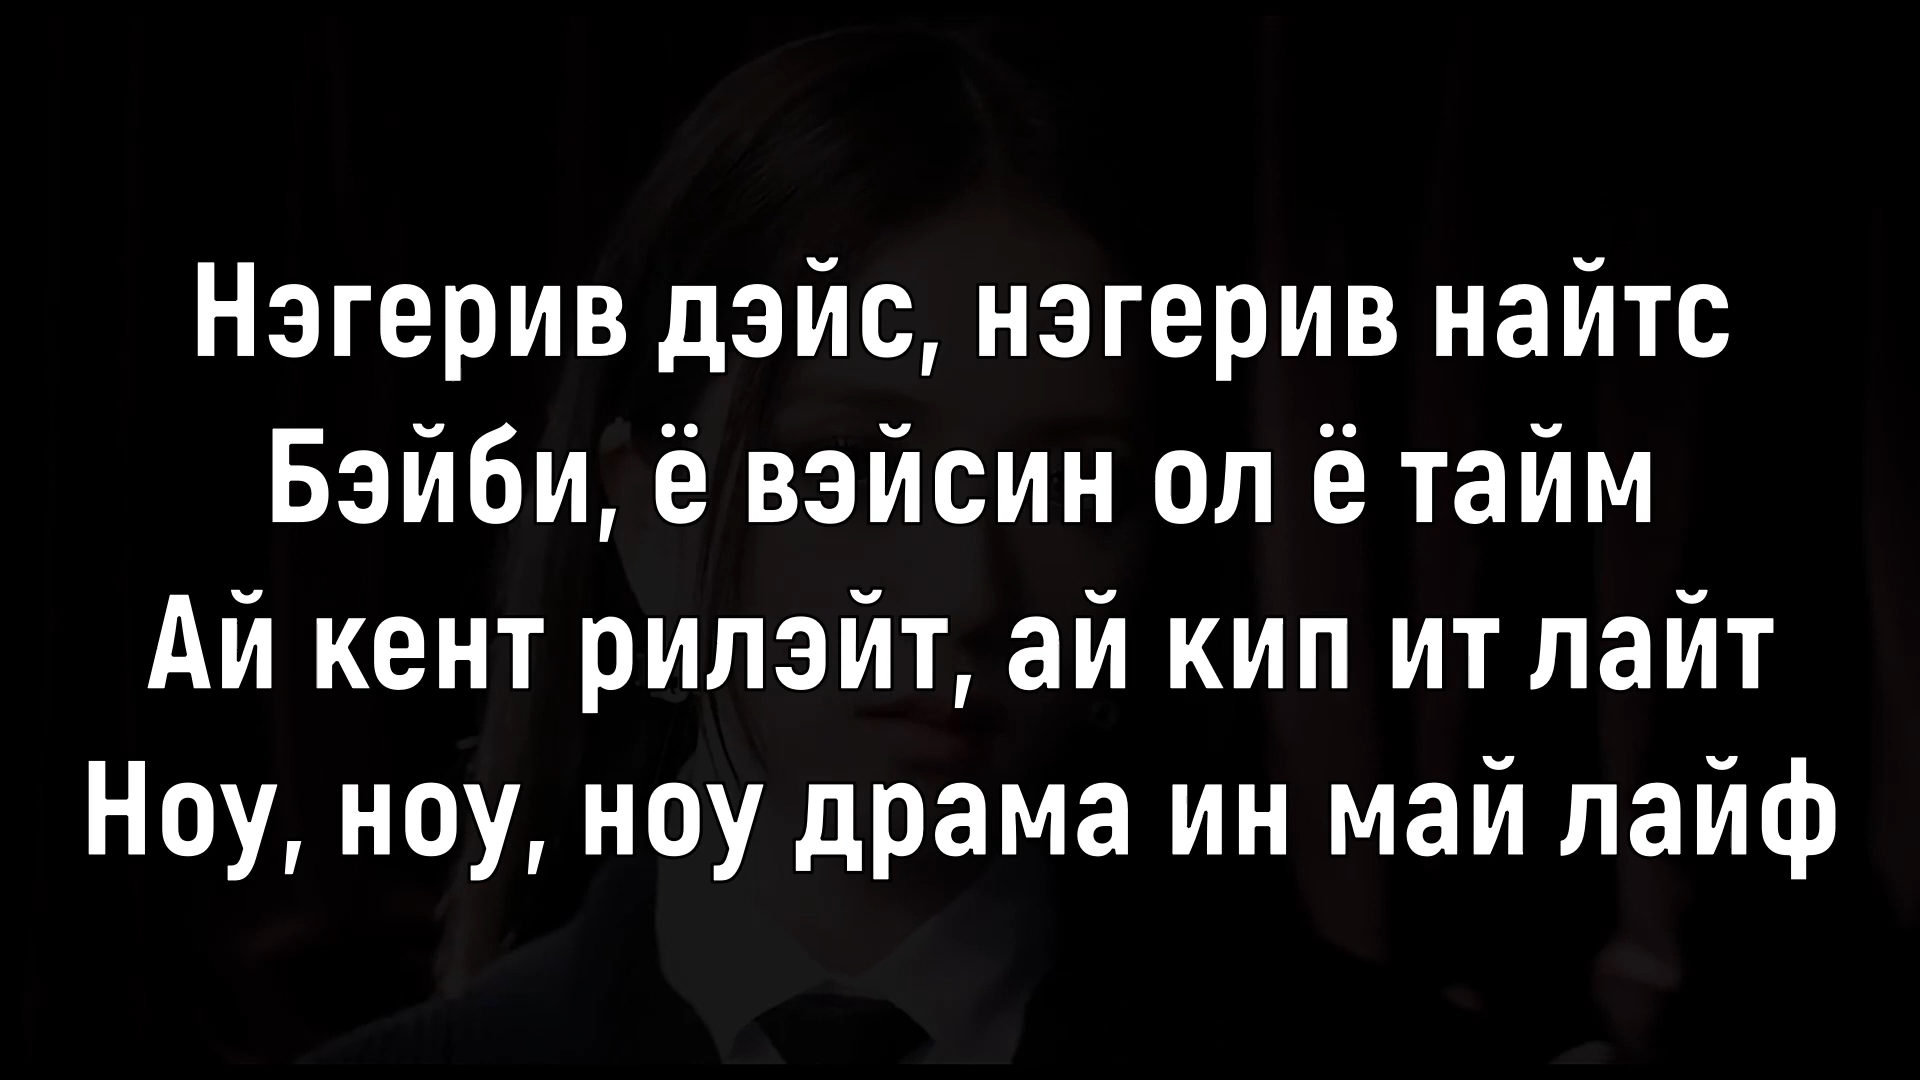 Нэгерив дэйс, нэгерив найтс
Бэйби, ё вэйсин ол ё тайм
Ай кент рилэйт, ай кип ит лайт
Ноу, ноу, ноу драма ин май лайф